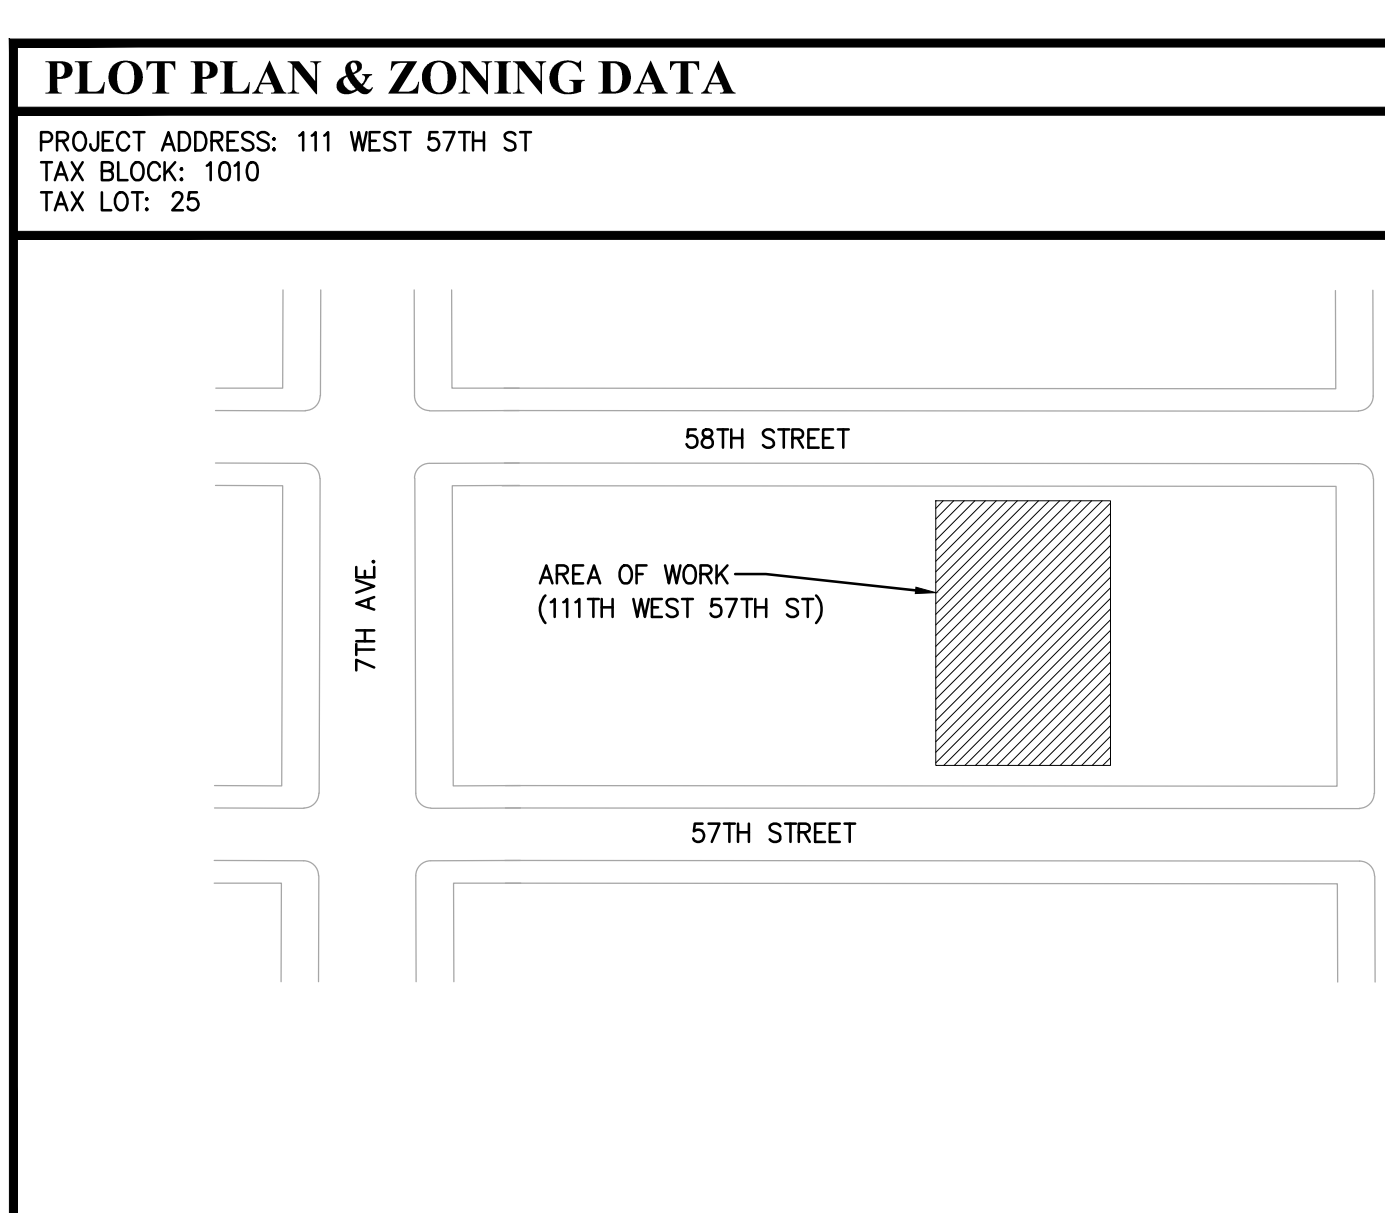 PLOT PLAN & ZONING DATA
PROJECT ADDRESS: 111 WEST 57TH ST
TAX BLOCK: 1010
TAX LOT: 25
58TH STREET
7TH AVE.
AREA OF WORK
(111TH WEST 57TH ST)
57TH STREET